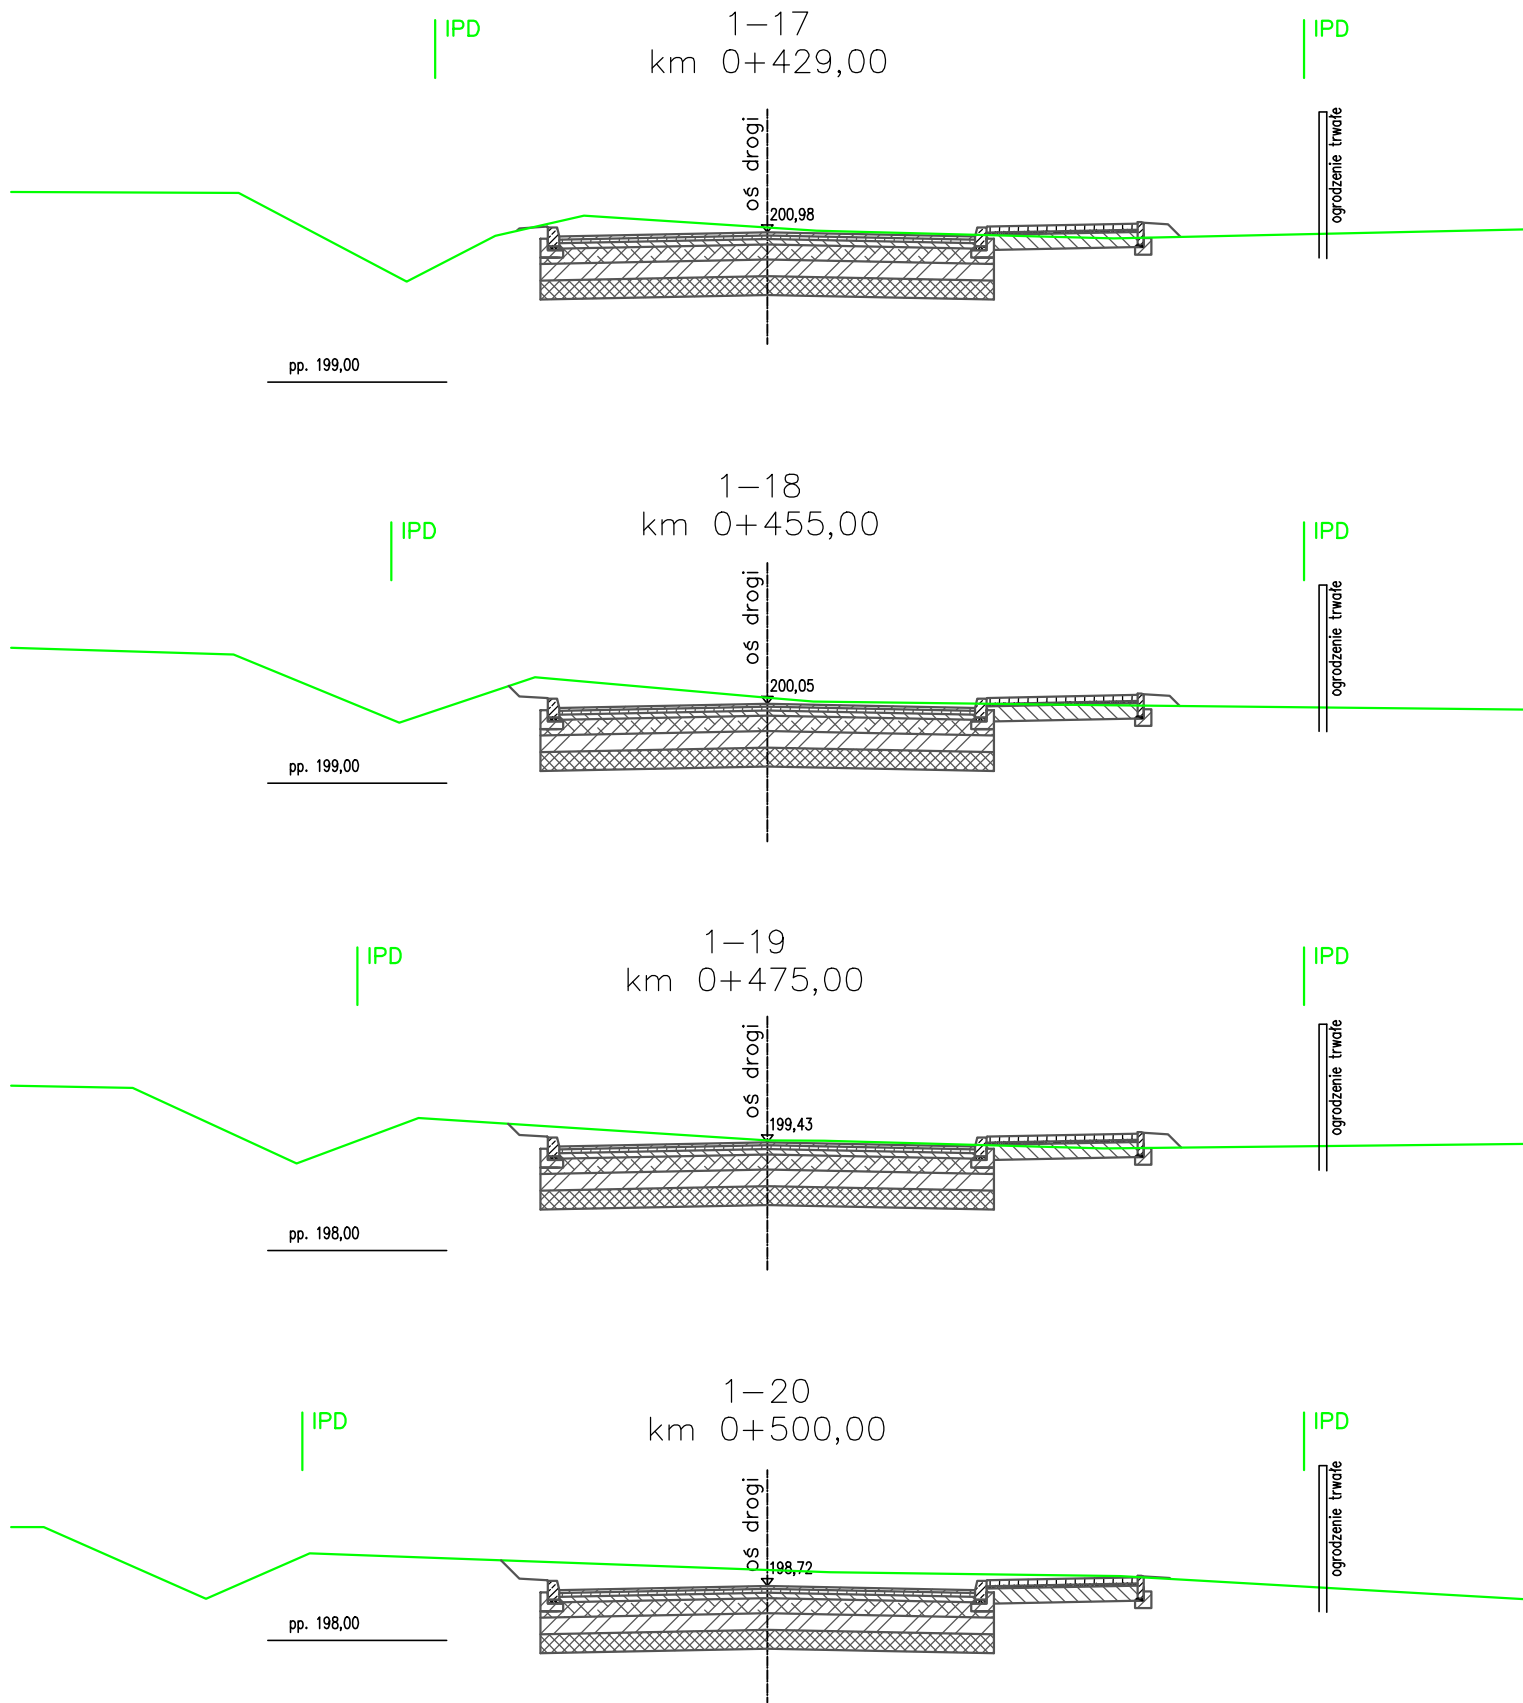 IPD
1-17
km 0+429,00
IPD
oś drogi
200,98
ogrodzenie trwałe
pp. 199,00
1-18
km 0+455,00
IPD
IPD
oś drogi
200,05
ogrodzenie trwałe
pp. 199,00
1-19
km 0+475,00
IPD
IPD
oś drogi
199,43
ogrodzenie trwałe
pp. 198,00
1-20
km 0+500,00
IPD
IPD
oś drogi
198,72
ogrodzenie trwałe
pp. 198,00